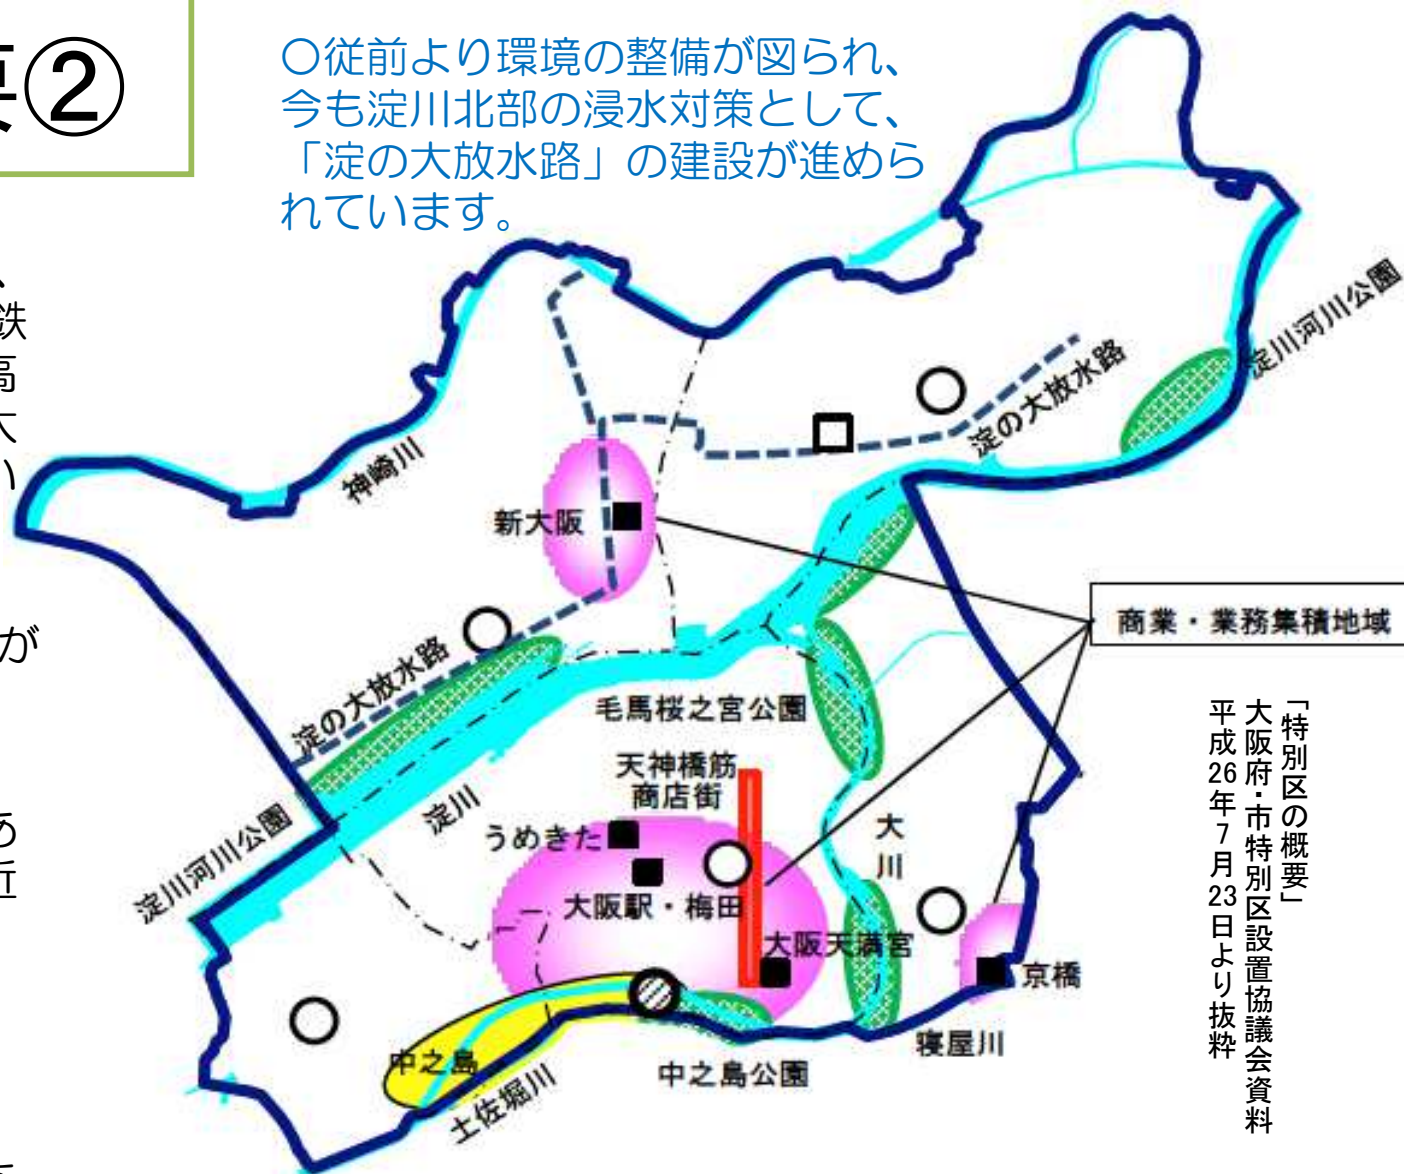 要②
〇従前より環境の整備が図られ、
今も淀川北部の浸水対策として、
「淀の大放水路」の建設が進めら
れています。
、
鉄
高
大
い
が
あ
近
淀川河川公園
淀の大放水路
神崎川
新大阪
商業・業務集積地域
淀の大放水路
毛馬桜之宮公園
天神橋筋
商店街
淀川
うめきた
大川
淀川河川公園
大阪駅・梅田
大阪天満宮
京橋
寝屋川
中之島
中之島公園
土佐堀川
「特別区の概要」
大阪府・市特別区設置協議会資料
平成26年7月23日より抜粋